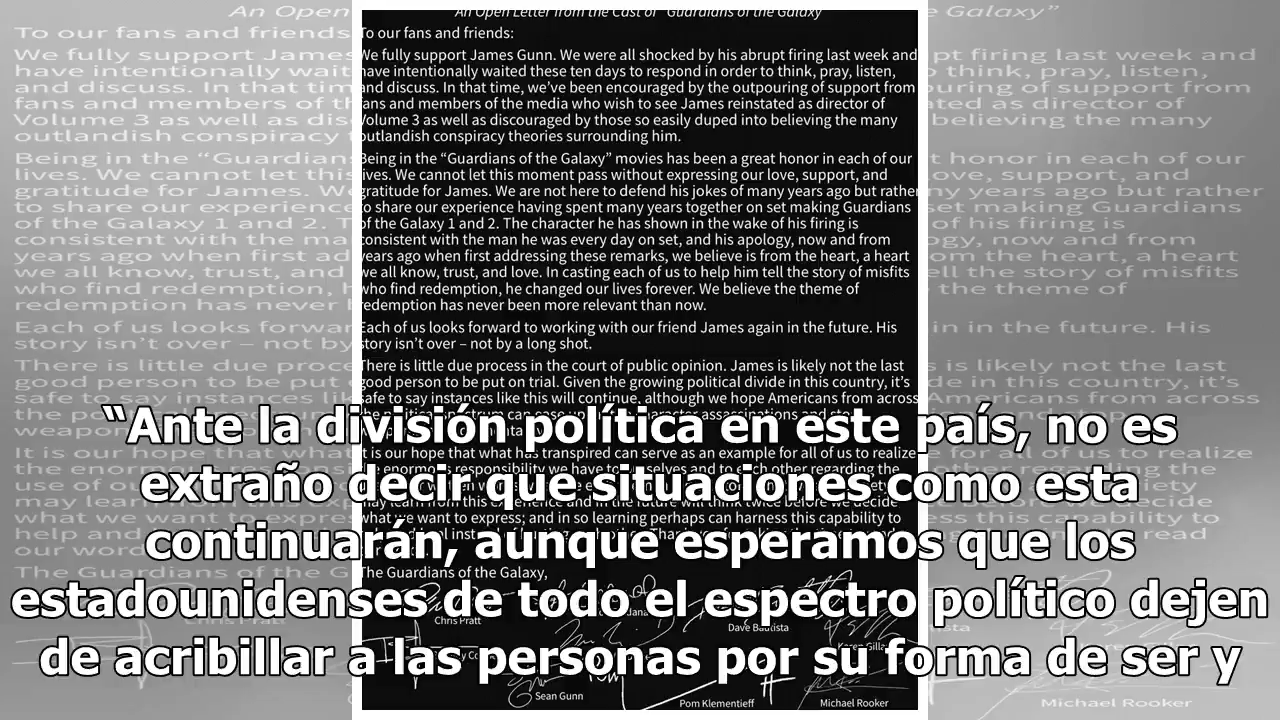 An Open Letter from the Cast of "Guardians of the Galaxy"
To our fans and friends:
We fully support James Gunn. We were all shocked by his abrupt firing last week and
have intentionally waited these ten days to respond in order to think, pray, listen,
and discuss. In that time, we've been encouraged by the outpouring of support from
fans and members of the media who wish to see James reinstated as director of
Volume 3 as well as discouraged by those so easily duped into believing the many
outlandish conspiracy theories surrounding him.
Being in the "Guardians of the Galaxy" movies has been a great honor in each of our
lives. We cannot let this moment pass without expressing our love, support, and
gratitude for James. We are not here to defend his jokes of many years ago but rather
to share our experience having spent many years together on set making Guardians
of the Galaxy 1 and 2. The character he has shown in the wake of his firing is
consistent with the man he was every day on set, and his apology, now and from
years ago when first addressing these remarks, we believe is from the heart, a heart
we all know, trust, and love. In casting each of us to help him tell the story of misfits
who find redemption, he changed our lives forever. We believe the theme of
redemption has never been more relevant than now.
Each of us looks forward to working with our friend James again in the future. His
story isn't over – not by a long shot.
There is little due process in the court of public opinion. James is likely not the last
good person to be put on trial. Given the growing political divide in this country, it's
safe to say instances like this will continue, although we hope Americans from across
It is our hope that what has transpired can serve as an example for all of us to realize
the enormous responsibility we have to ourselves and to each other regarding the
may learn from this experience and in the future will think twice before we decide
what we want to express; and in so learning perhaps can harness this capability to
The Guardians of the Galaxy,
Chris Pratt
Dave Bautista
Sean Gunn
Pom Klementieff
Michael Rooker
“Ante la división política en este país, no es
extraño decir que situaciones como esta
continuarán, aunque esperamos que los
estadounidenses de todo el espectro político dejen
de acribillar a las personas por su forma de ser y